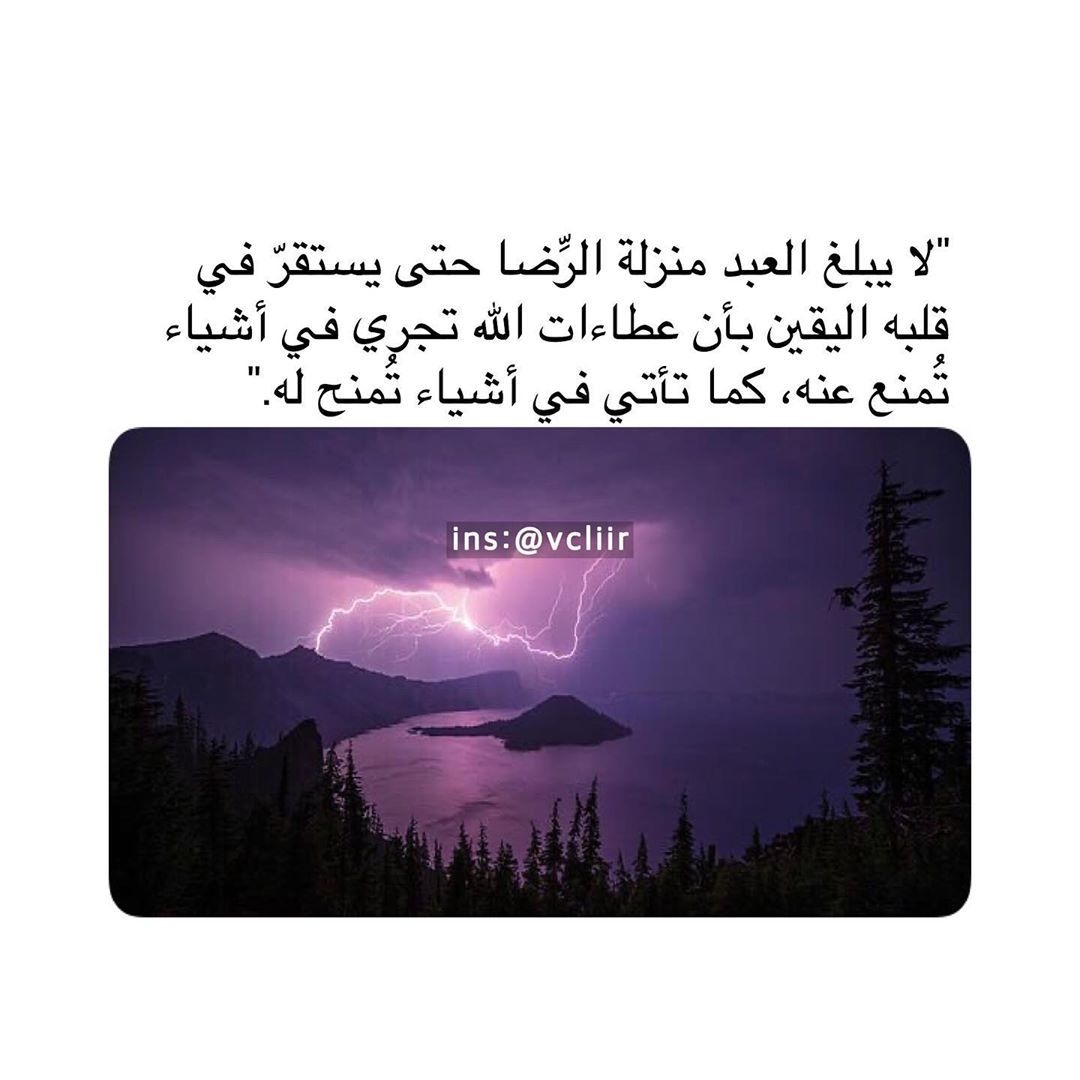 "لا يبلغ العبد منزلة الرِّضا حتى يستقرّ في
قلبه اليقين بأن عطاءات الله تجري في أشياء
تُمنع عنه، كما تأتي في أشياء تُمنح له."
ins:@vcliir